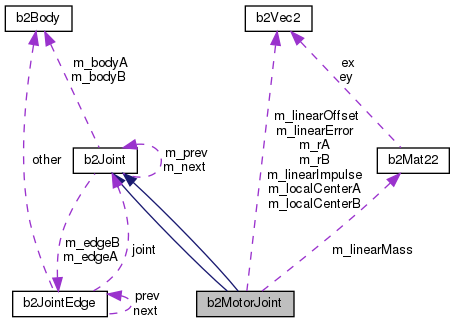 b2Body
b2Vec2
m_bodyA
m_bodyB
ex
ey
m_linearOffset
m_linearError
m_rA
m_rB
m_linearImpulse
m_localCenterA
m_localCenterB
other
b2Joint
m_prev
m_next
b2Mat22
m_edgeB
m_edgeA
joint
m_linearMass
b2JointEdge
prev
next
b2MotorJoint